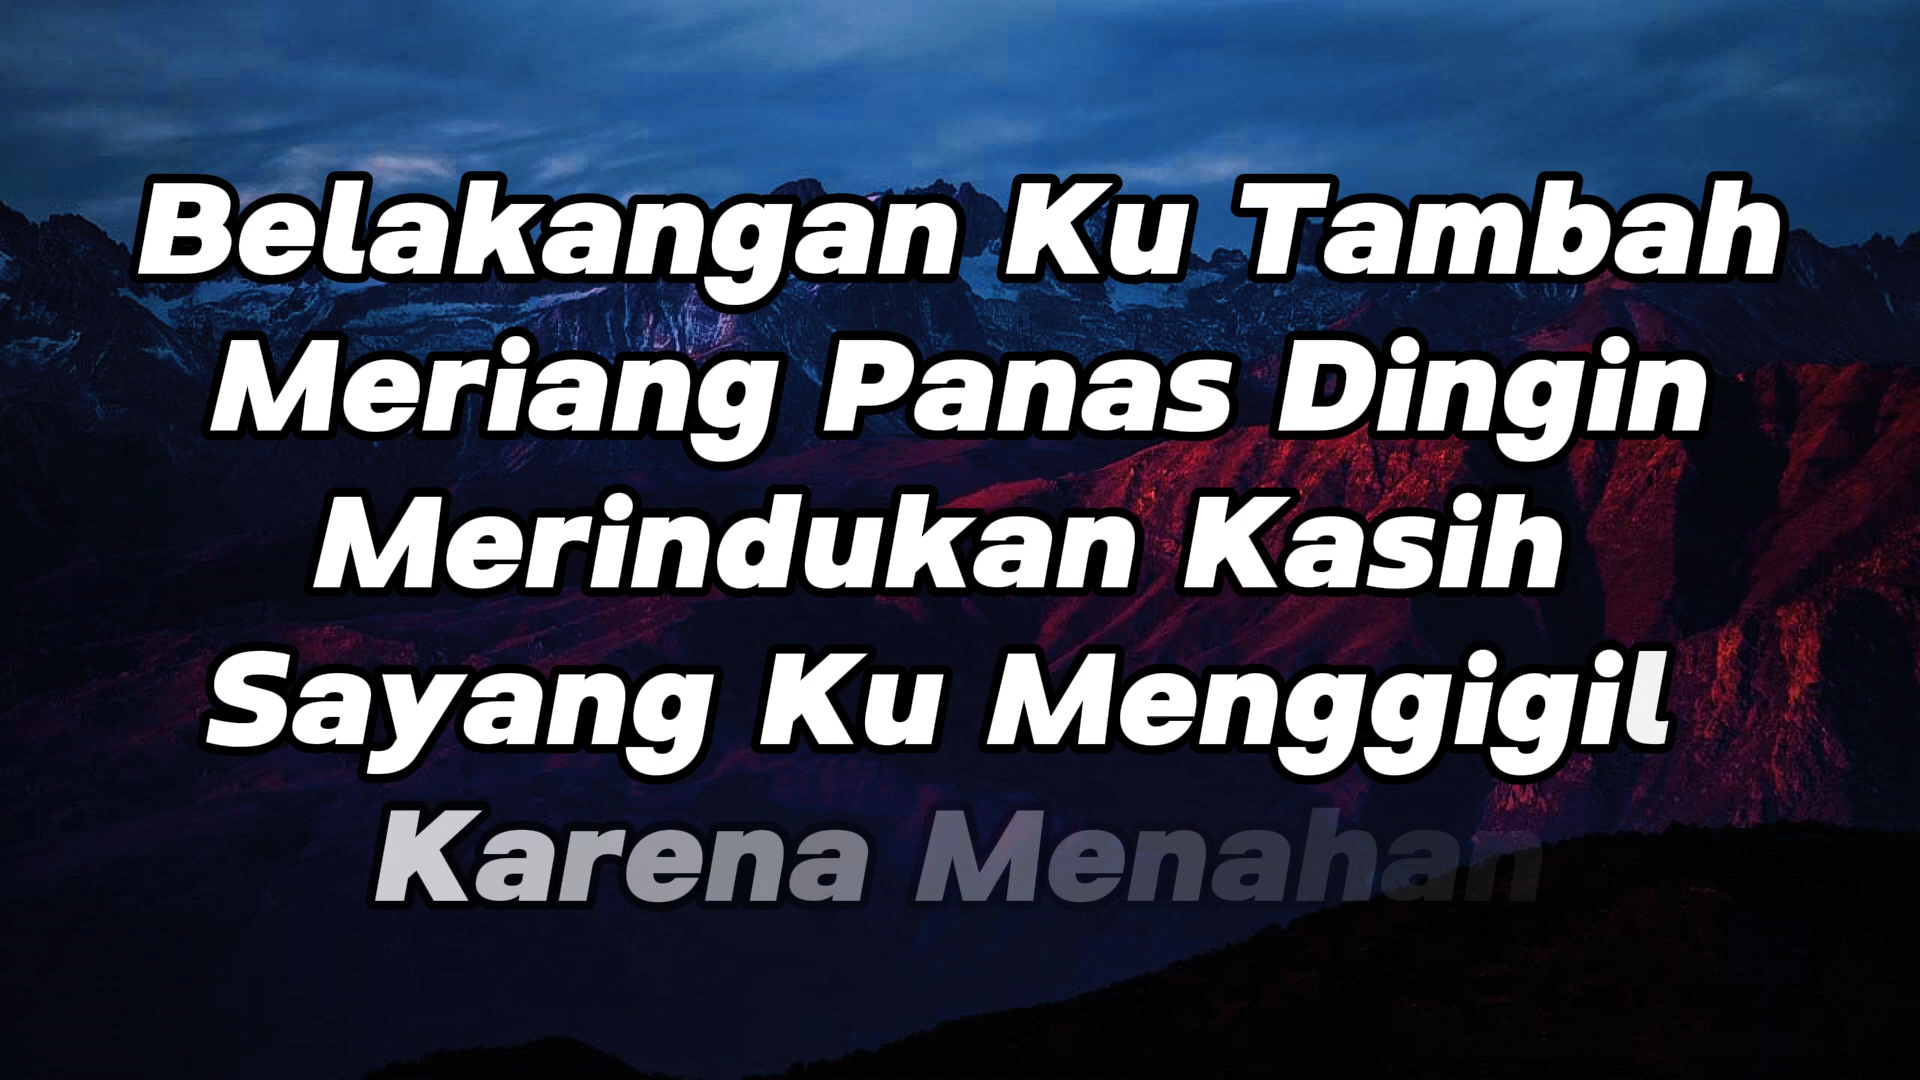 Belakangan Ku Tambah
Meriang Panas Dingin
Merindukan Kasih
Sayang Ku Menggigil
Karena Menahan